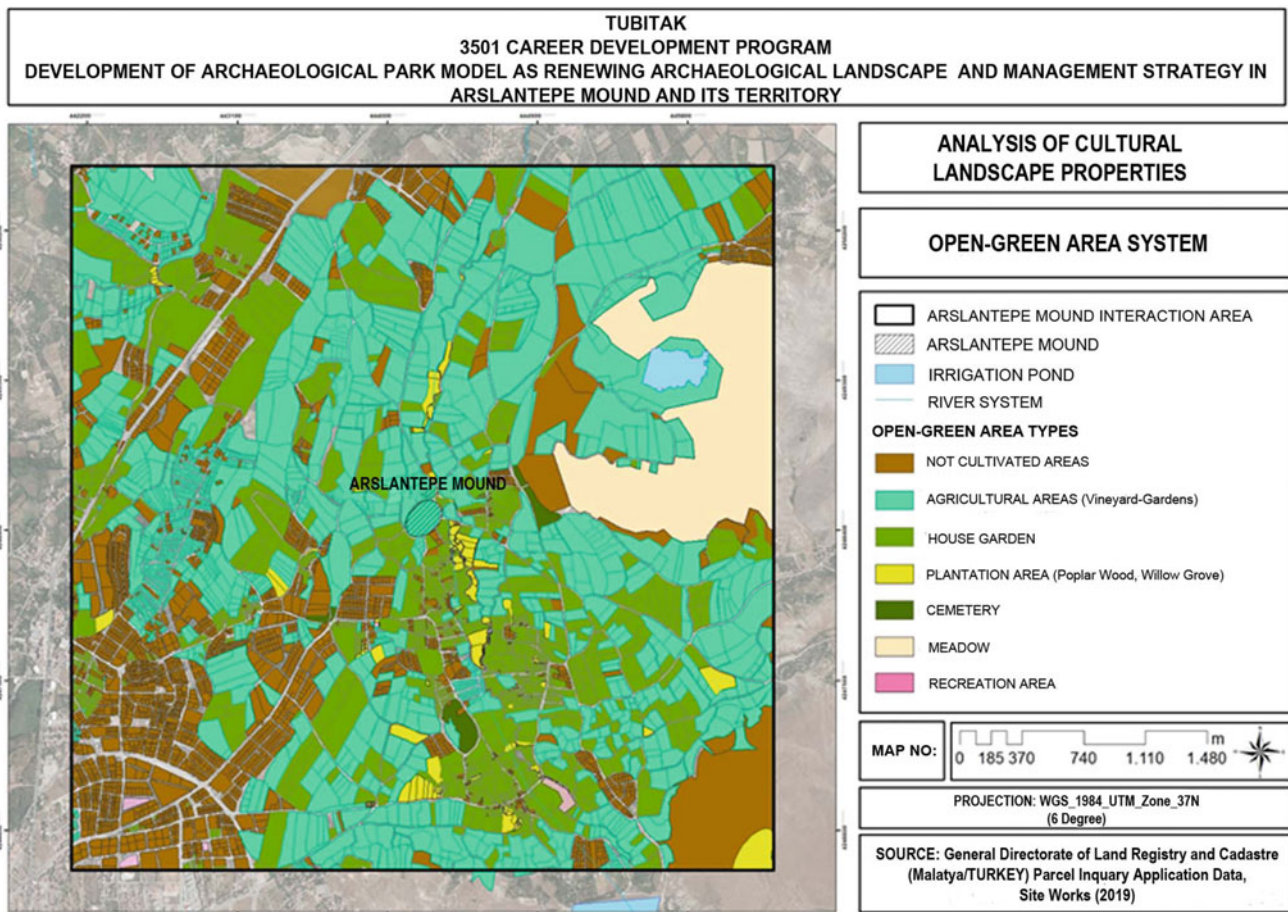 TUBITAK
3501 CAREER DEVELOPMENT PROGRAM
DEVELOPMENT OF ARCHAEOLOGICAL PARK MODEL AS RENEWING ARCHAEOLOGICAL LANDSCAPE AND MANAGEMENT STRATEGY IN
ARSLANTEPE MOUND AND ITS TERRITORY
ARSLANTEPE MOUND
ANALYSIS OF CULTURAL
LANDSCAPE PROPERTIES
OPEN-GREEN AREA SYSTEM
ARSLANTEPE MOUND INTERACTION AREA
ARSLANTEPE MOUND
IRRIGATION POND
RIVER SYSTEM
OPEN-GREEN AREA TYPES
NOT CULTIVATED AREAS
AGRICULTURAL AREAS (Vineyard-Gardens)
HOUSE GARDEN
PLANTATION AREA (Poplar Wood, Willow Grove)
CEMETERY
MEADOW
RECREATION AREA
MAP NO:
m
0 185 370 740 1.110 1.480
PROJECTION: WGS_1984_UTM_Zone_37N
(6 Degree)
SOURCE: General Directorate of Land Registry and Cadastre
(Malatya/TURKEY) Parcel Inquary Application Data,
Site Works (2019)